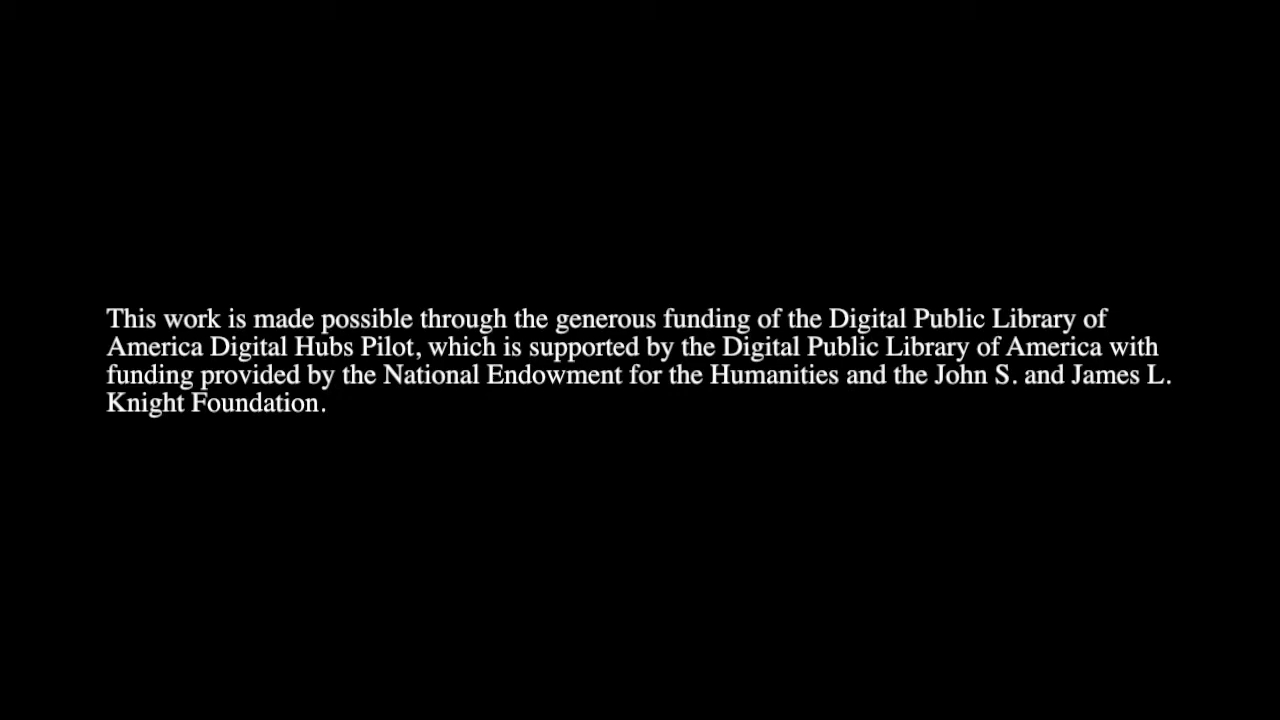 This work is made possible through the generous funding of the Digital Public Library of
America Digital Hubs Pilot, which is supported by the Digital Public Library of America with
funding provided by the National Endowment for the Humanities and the John S. and James L.
Knight Foundation.